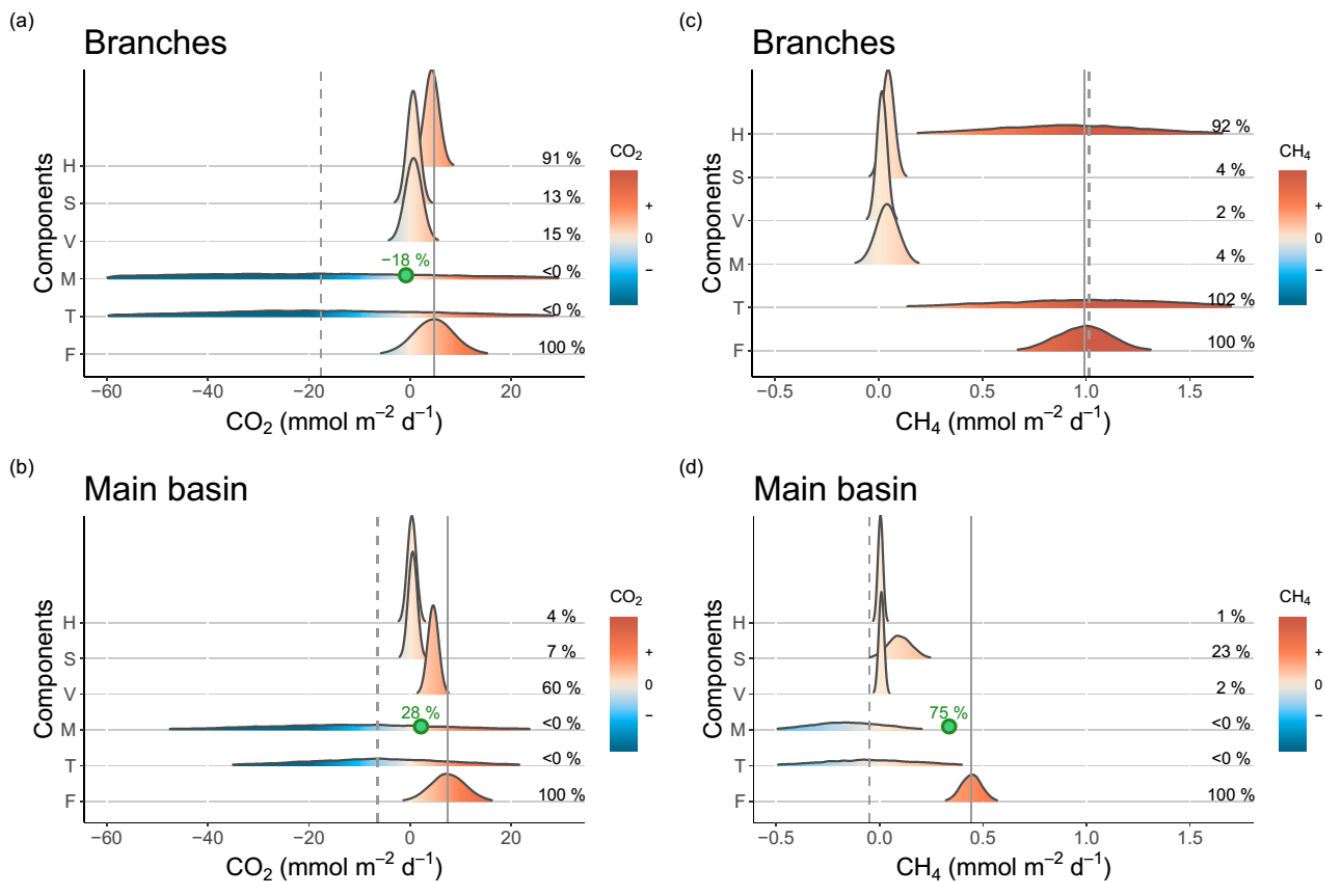 (a)
Branches
Components
H
91 %
S
13 %
V
15 %
−18 %
M
<0 %
T
<0 %
F
100 %
−60
−40
−20
0
20
CO₂ (mmol m⁻² d⁻¹)
CO₂
+
0
−
(c)
Branches
Components
H
92 %
S
4 %
V
2 %
M
4 %
T
102 %
F
100 %
−0.5
0.0
0.5
1.0
1.5
CH₄ (mmol m⁻² d⁻¹)
CH₄
+
0
−
(b)
Main basin
Components
H
4 %
S
7 %
V
60 %
28 %
M
<0 %
T
<0 %
F
100 %
−60
−40
−20
0
20
CO₂ (mmol m⁻² d⁻¹)
CO₂
+
0
−
(d)
Main basin
Components
H
1 %
S
23 %
V
2 %
75 %
M
<0 %
T
<0 %
F
100 %
−0.5
0.0
0.5
1.0
1.5
CH₄ (mmol m⁻² d⁻¹)
CH₄
+
0
−